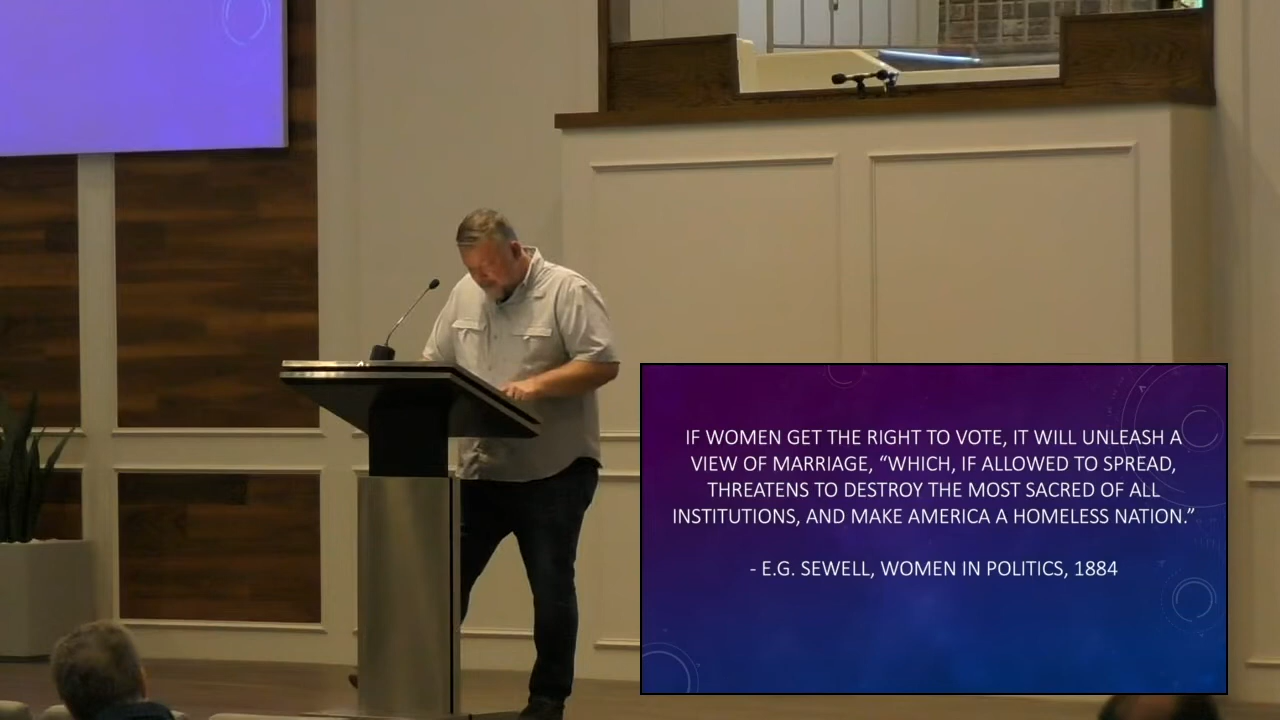 IF WOMEN GET THE RIGHT TO VOTE, IT WILL UNLEASH A
VIEW OF MARRIAGE, “WHICH, IF ALLOWED TO SPREAD,
THREATENS TO DESTROY THE MOST SACRED OF ALL
INSTITUTIONS, AND MAKE AMERICA A HOMELESS NATION.”
- E.G. SEWELL, WOMEN IN POLITICS, 1884